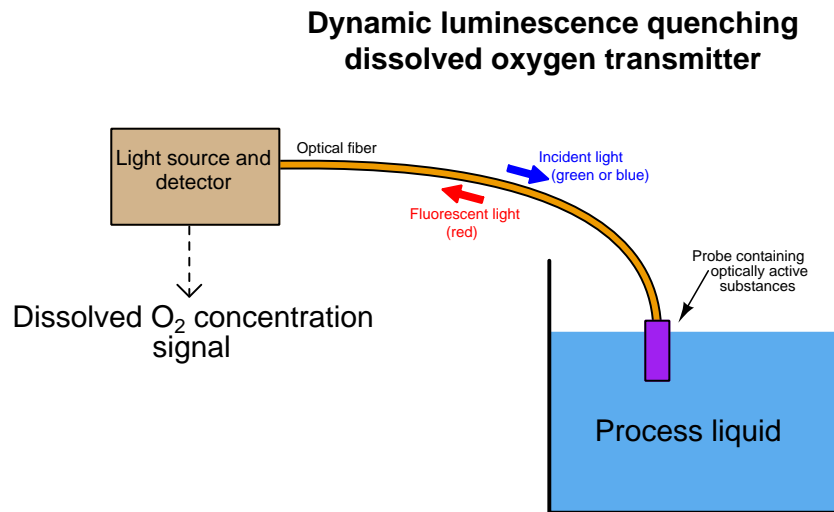 Dynamic luminescence quenching
dissolved oxygen transmitter
Light source and
detector
Optical fiber
Incident light
(green or blue)
Fluorescent light
(red)
Probe containing
optically active
substances
Dissolved O₂ concentration
signal
Process liquid